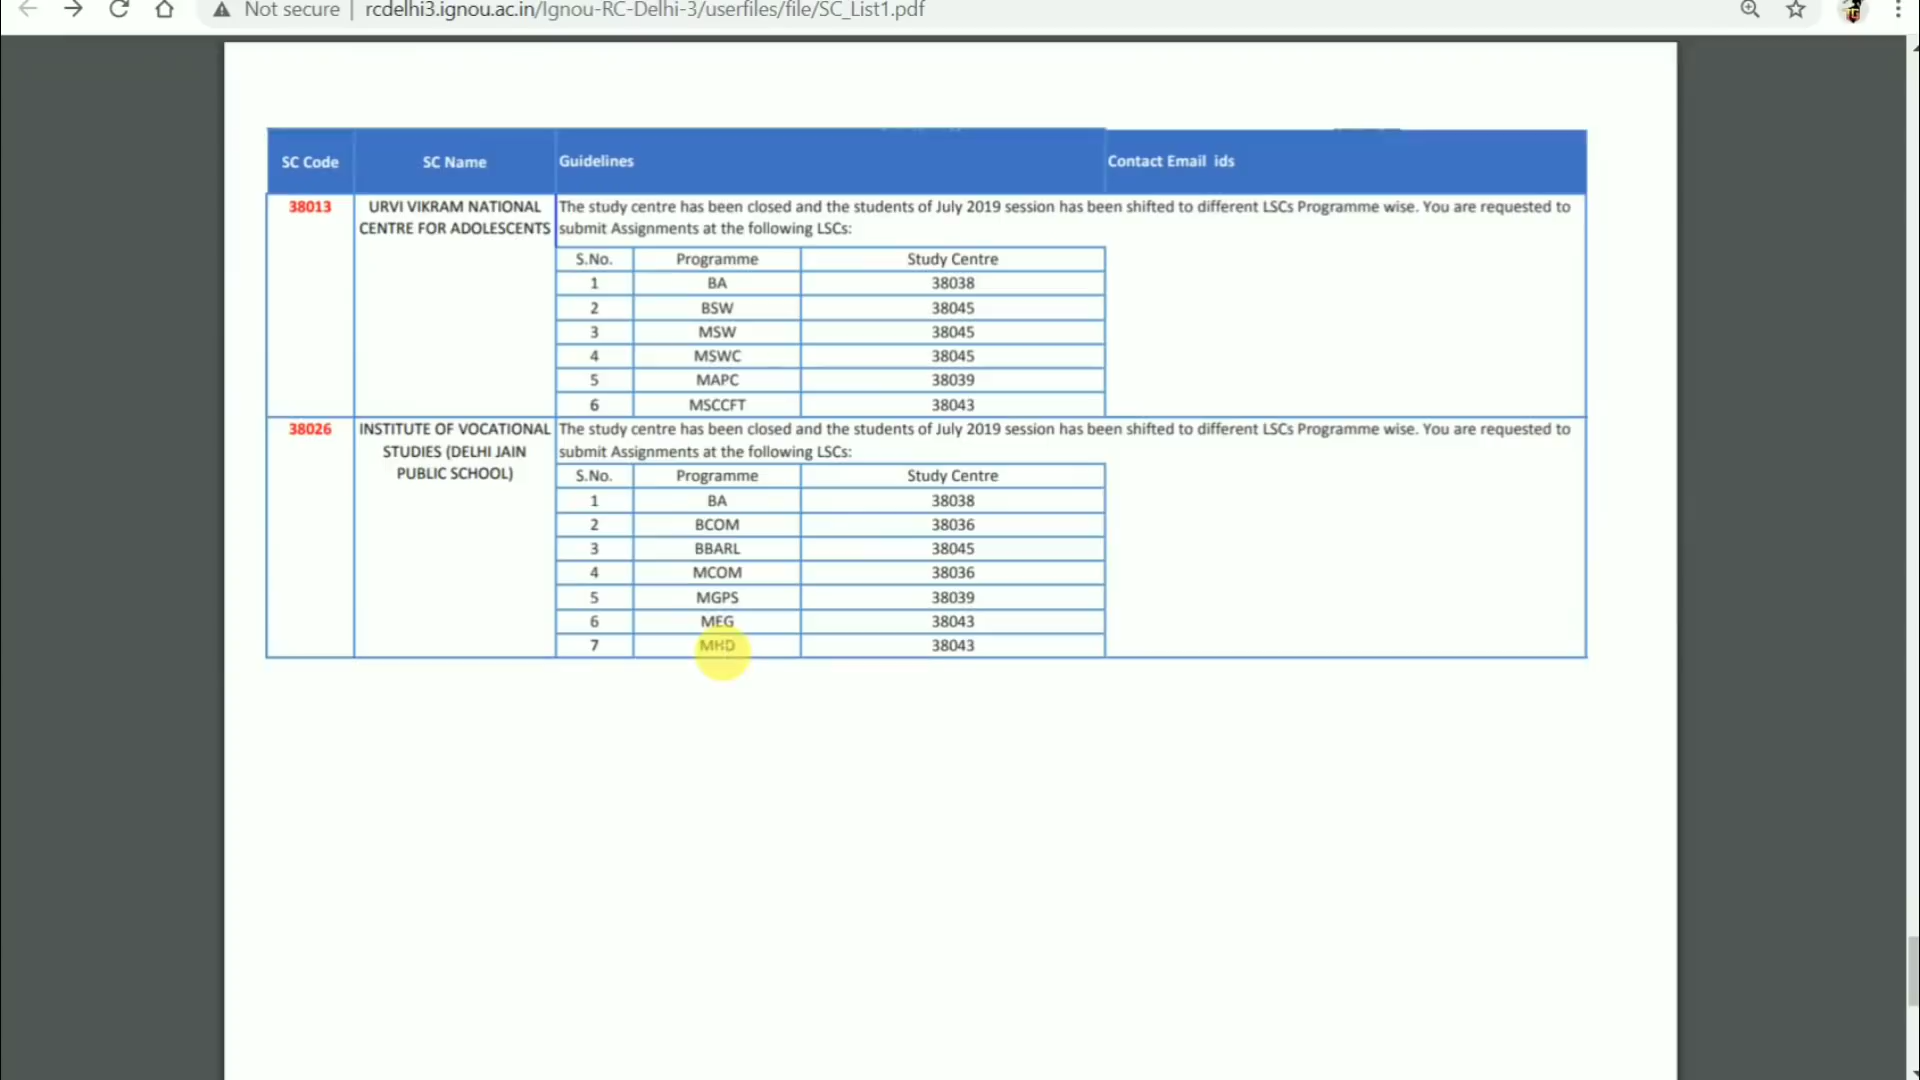 Not secure | rcdelhi3.ignou.ac.in/Ignou-RC-Delhi-3/userfiles/file/SC_List1.pdf
SC Code SC Name Guidelines Contact Email ids
38013 URVI VIKRAM NATIONAL The study centre has been closed and the students of July 2019 session has been shifted to different LSCs Programme wise. You are requested to
CENTRE FOR ADOLESCENTS submit Assignments at the following LSCs:
S.No. Programme Study Centre
1 BA 38038
2 BSW 38045
3 MSW 38045
4 MSWC 38045
5 MAPC 38039
6 MSCCFT 38043
38026 INSTITUTE OF VOCATIONAL The study centre has been closed and the students of July 2019 session has been shifted to different LSCs Programme wise. You are requested to
STUDIES (DELHI JAIN submit Assignments at the following LSCs:
PUBLIC SCHOOL) S.No. Programme Study Centre
1 BA 38038
2 BCOM 38036
3 BBARL 38045
4 MCOM 38036
5 MGPS 38039
6 MEG 38043
7 MHD 38043